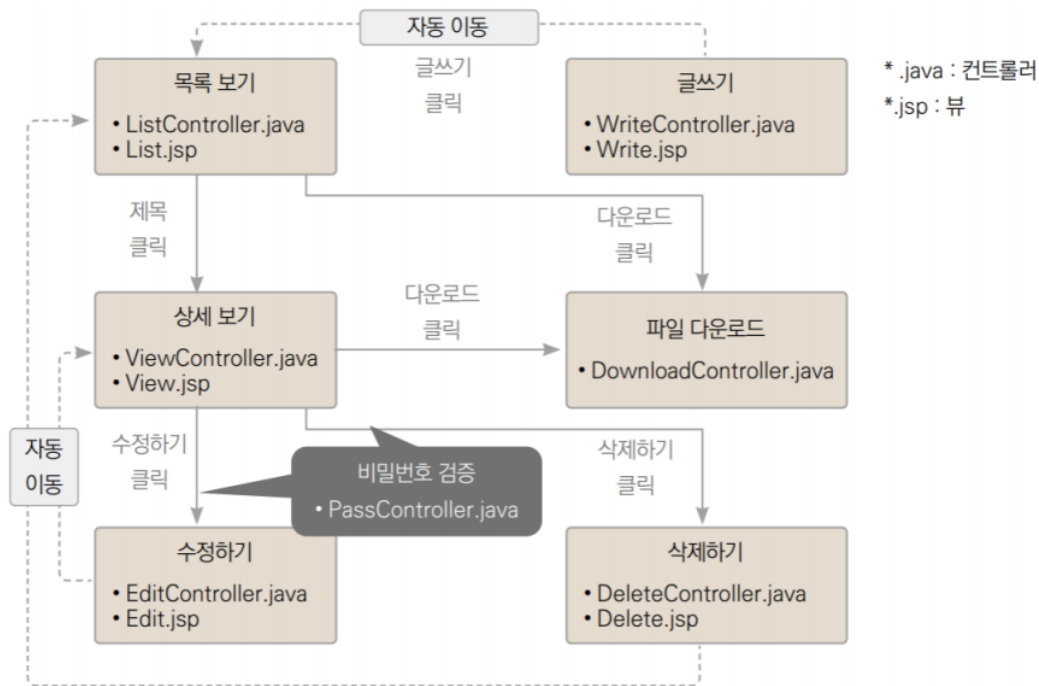 자동 이동
목록 보기
• ListController.java
• List.jsp
글쓰기
클릭
글쓰기
• WriteController.java
• Write.jsp
* .java : 컨트롤러
*.jsp : 뷰
제목
클릭
다운로드
클릭
상세 보기
• ViewController.java
• View.jsp
다운로드
클릭
파일 다운로드
• DownloadController.java
자동
이동
수정하기
클릭
비밀번호 검증
• PassController.java
삭제하기
클릭
수정하기
• EditController.java
• Edit.jsp
삭제하기
• DeleteController.java
• Delete.jsp